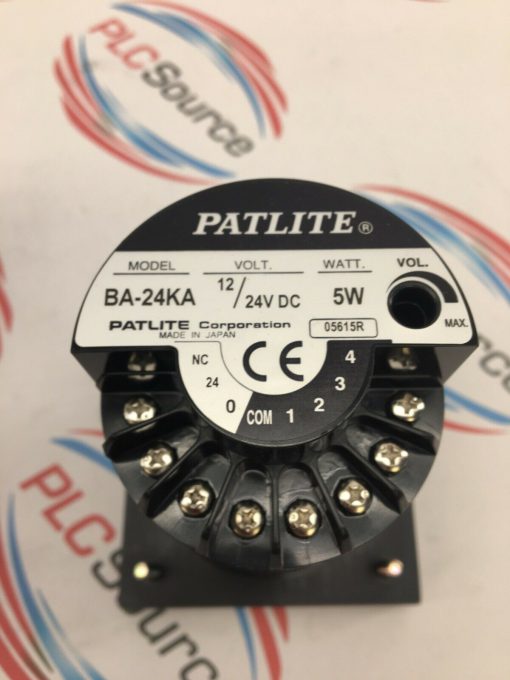 PLC Source
PATLITE®
MODEL VOLT. WATT. VOL.
BA-24KA 12/24V DC 5W
MAX.
PATLITE Corporation 05615R
MADE IN JAPAN
CE
NC 4
24 3
0 COM 1 2
PLC Source